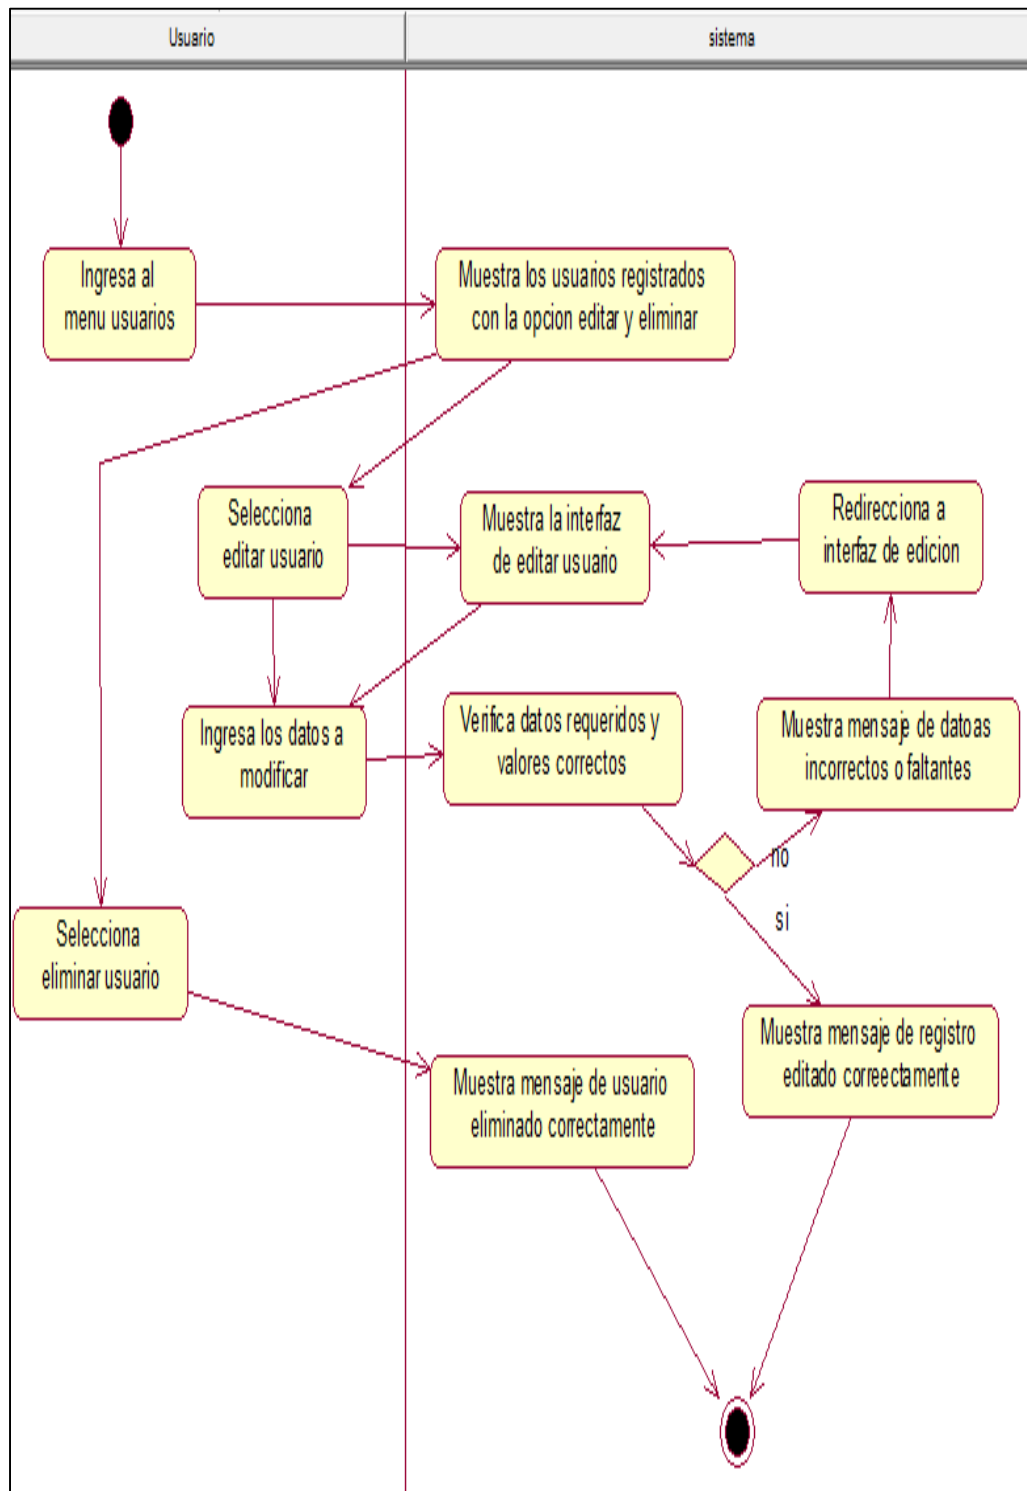 Usuario
sistema
Ingresa al
menu usuarios
Muestra los usuarios registrados
con la opcion editar y eliminar
Selecciona
editar usuario
Muestra la interfaz
de editar usuario
Redirecciona a
interfaz de edicion
Ingresa los datos a
modificar
Verifica datos requeridos y
valores correctos
Muestra mensaje de datoas
incorrectos o faltantes
no
si
Selecciona
eliminar usuario
Muestra mensaje de registro
editado correectamente
Muestra mensaje de usuario
eliminado correctamente